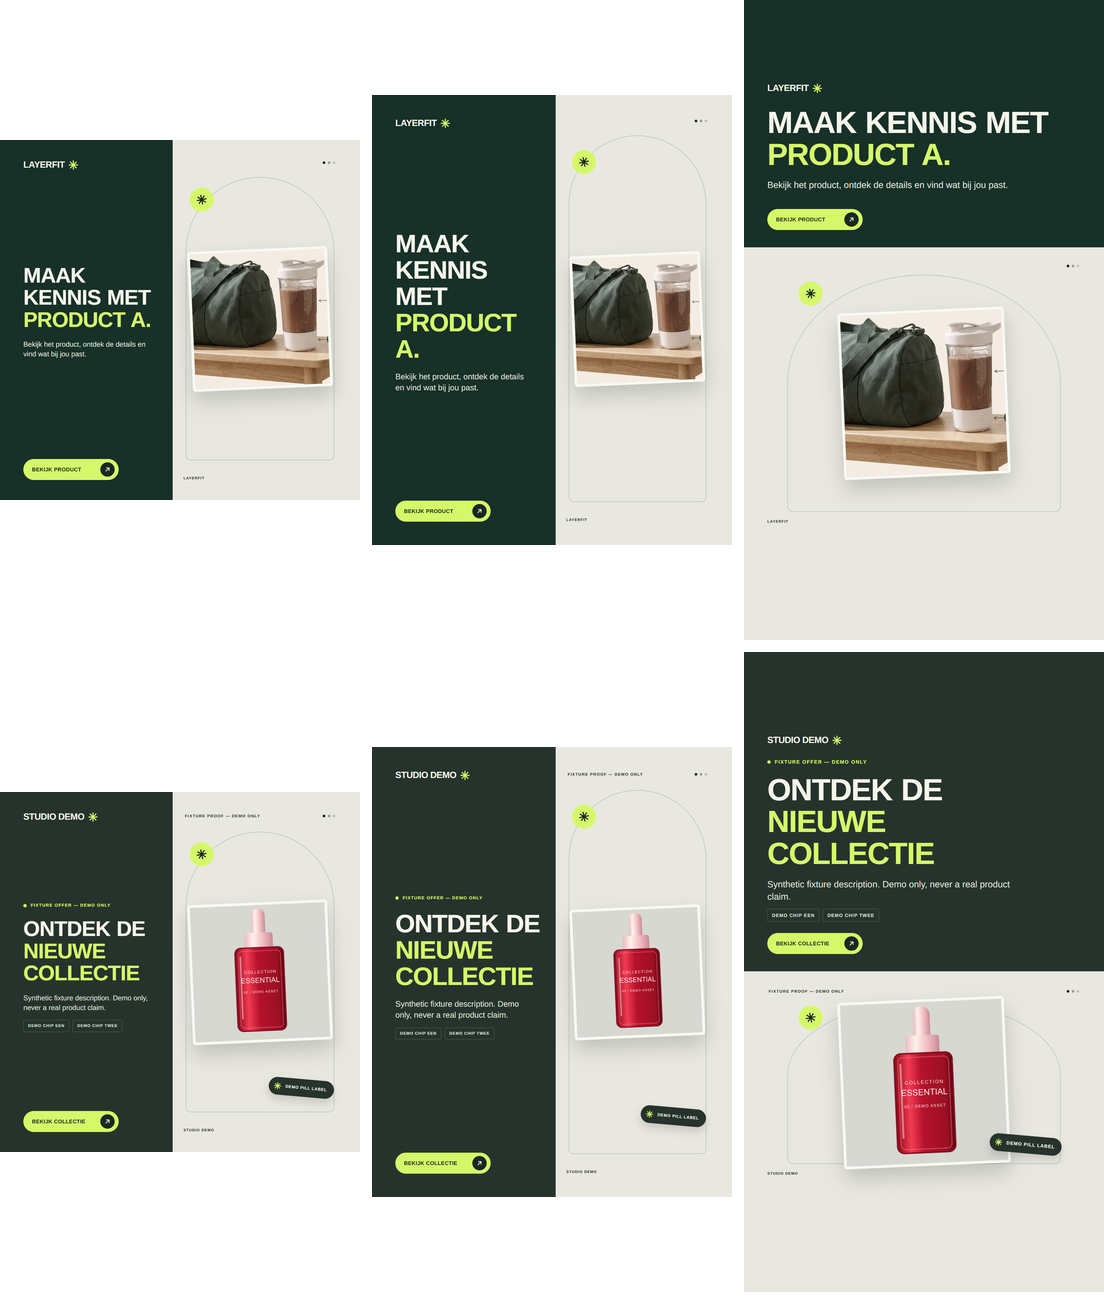 LAYERFIT
MAAK
KENNIS MET
PRODUCT A.
Bekijk het product, ontdek de details en
vind wat bij jou past.
BEKIJK PRODUCT
LAYERFIT
LAYERFIT
MAAK
KENNIS
MET
PRODUCT
A.
Bekijk het product, ontdek de details
en vind wat bij jou past.
BEKIJK PRODUCT
LAYERFIT
LAYERFIT
MAAK KENNIS MET
PRODUCT A.
Bekijk het product, ontdek de details en vind wat bij jou past.
BEKIJK PRODUCT
LAYERFIT
STUDIO DEMO
FIXTURE OFFER — DEMO ONLY
ONTDEK DE
NIEUWE
COLLECTIE
Synthetic fixture description. Demo only,
never a real product claim.
DEMO CHIP EEN
DEMO CHIP TWEE
BEKIJK COLLECTIE
FIXTURE PROOF — DEMO ONLY
COLLECTION
ESSENTIAL
02 / DEMO ASSET
DEMO PILL LABEL
STUDIO DEMO
STUDIO DEMO
FIXTURE OFFER — DEMO ONLY
ONTDEK DE
NIEUWE
COLLECTIE
Synthetic fixture description. Demo
only, never a real product claim.
DEMO CHIP EEN
DEMO CHIP TWEE
BEKIJK COLLECTIE
FIXTURE PROOF — DEMO ONLY
COLLECTION
ESSENTIAL
02 / DEMO ASSET
DEMO PILL LABEL
STUDIO DEMO
STUDIO DEMO
FIXTURE OFFER — DEMO ONLY
ONTDEK DE
NIEUWE
COLLECTIE
Synthetic fixture description. Demo only, never a real product
claim.
DEMO CHIP EEN
DEMO CHIP TWEE
BEKIJK COLLECTIE
FIXTURE PROOF — DEMO ONLY
COLLECTION
ESSENTIAL
02 / DEMO ASSET
DEMO PILL LABEL
STUDIO DEMO